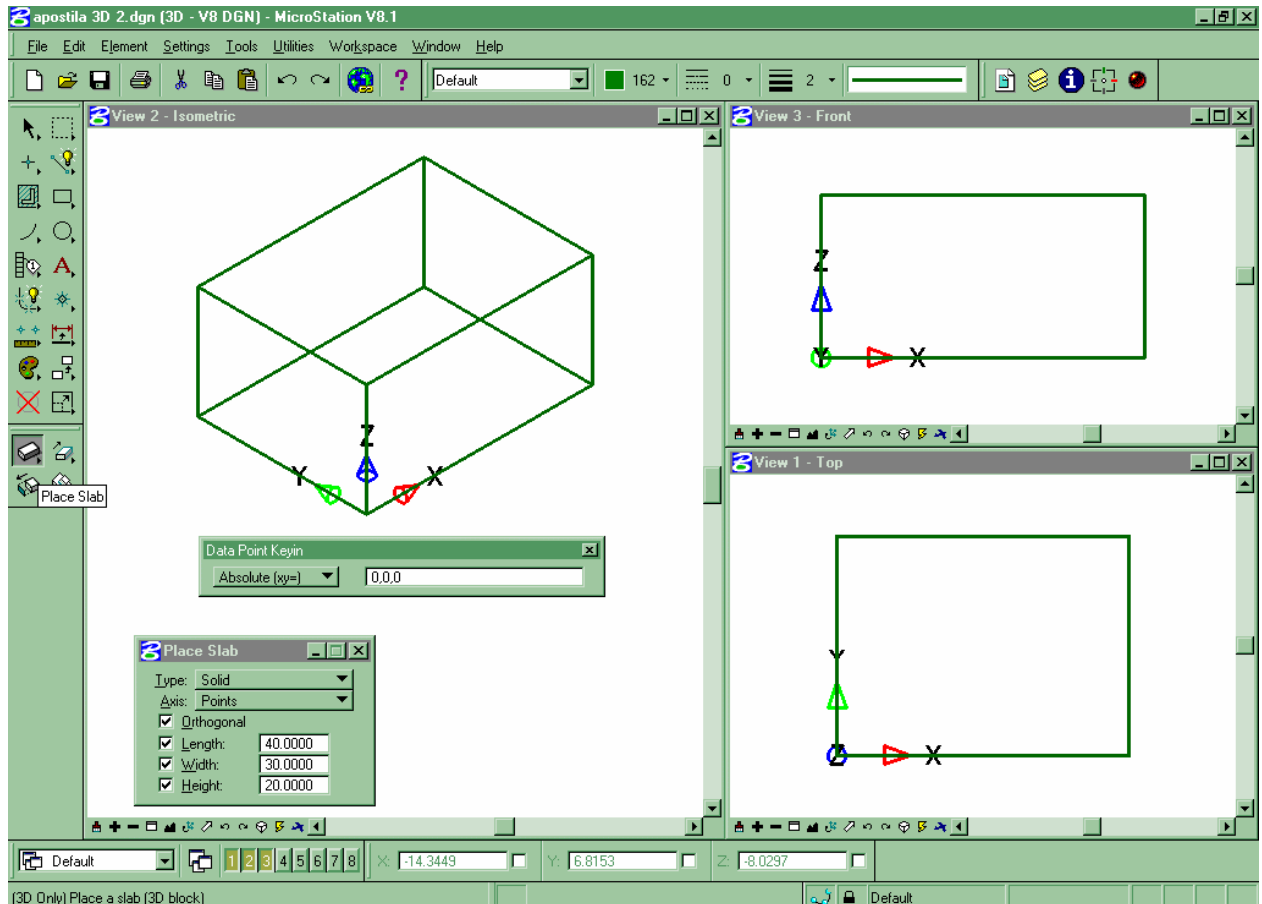 apostila 3D 2.dgn (3D - V8 DGN) - MicroStation V8.1
File Edit Element Settings Tools Utilities Workspace Window Help
Default 162 0 2
View 2 - Isometric
Z
Y X
Data Point Keyin
Absolute (xy=) 0,0,0
Place Slab
Type: Solid
Axis: Points
Orthogonal
Length: 40.0000
Width: 30.0000
Height: 20.0000
View 3 - Front
Z
Y X
View 1 - Top
Y
Z X
Place Slab
Default 1 2 3 4 5 6 7 8 X: -14.3449 Y: 6.8153 Z: -8.0297
(3D Only) Place a slab (3D block) Default